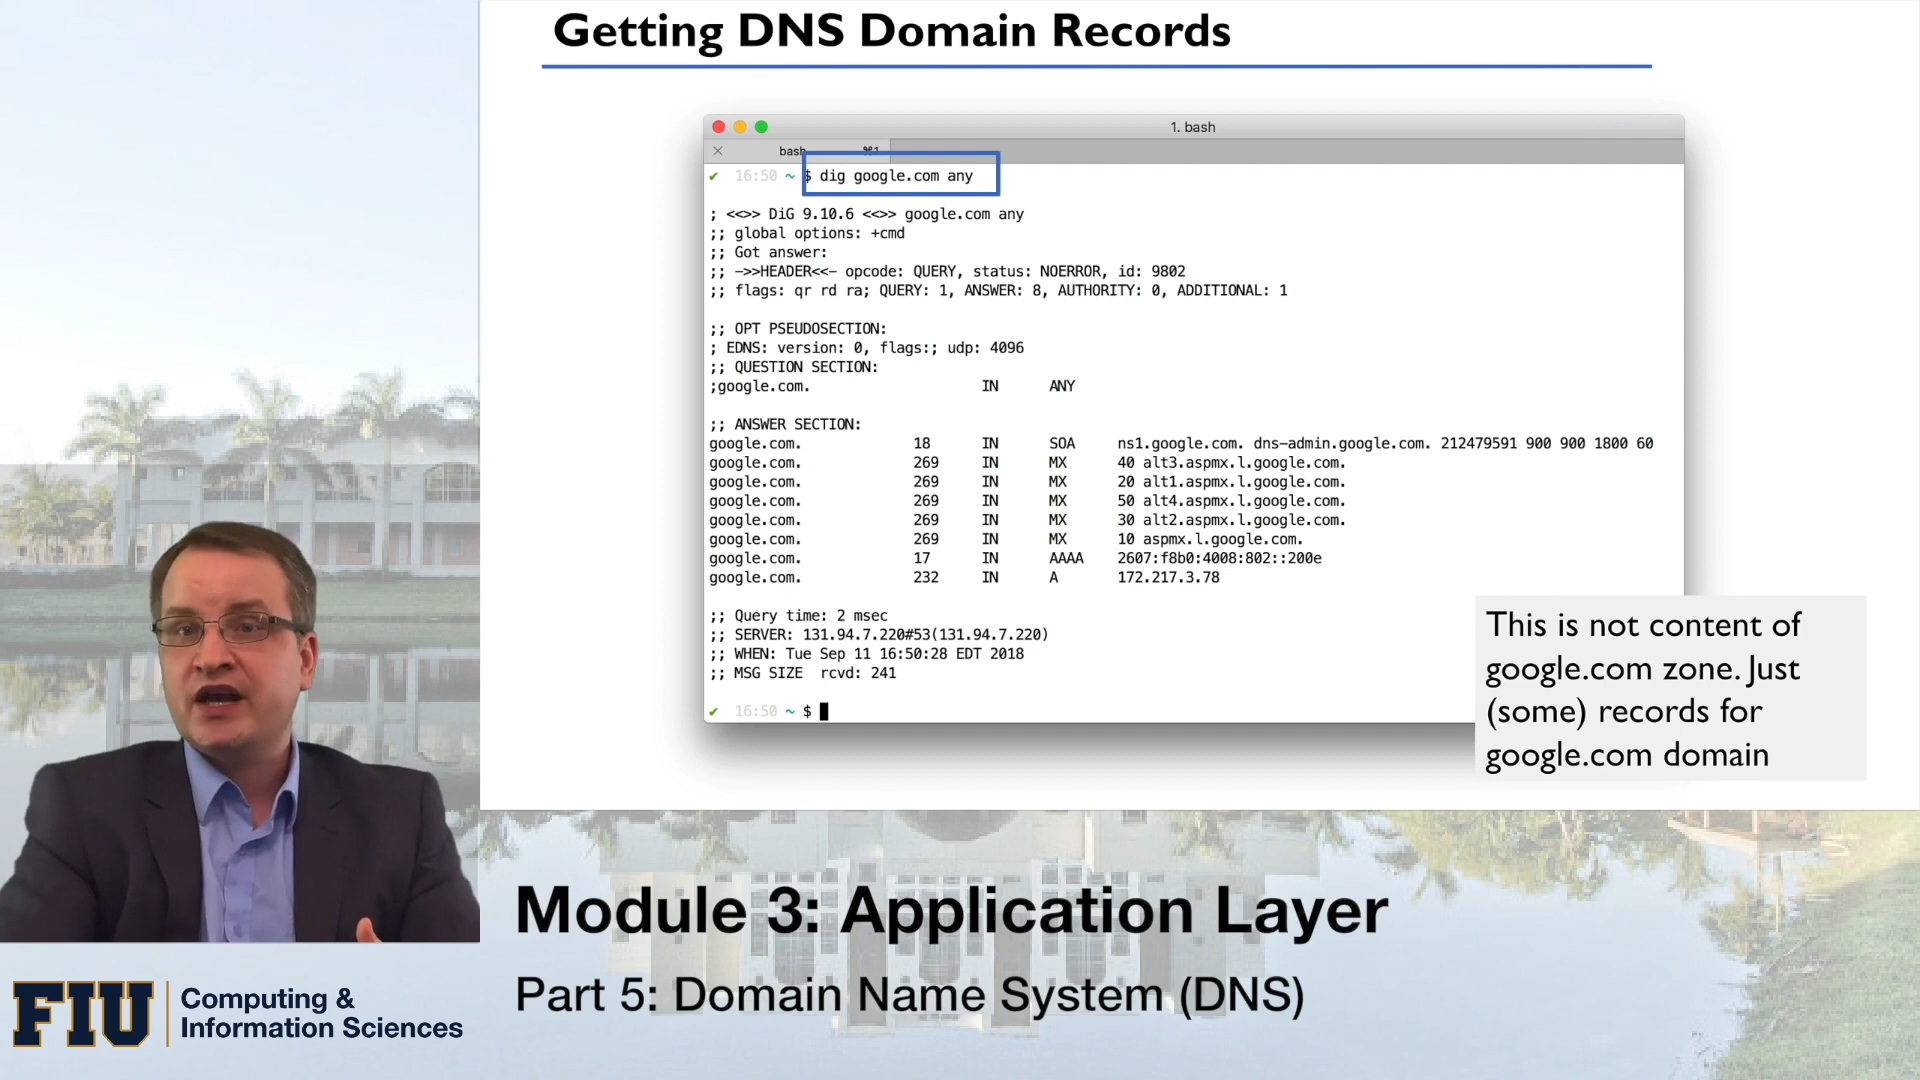 Getting DNS Domain Records
1. bash
bash ⌘1
✔ 16:50 ~ $ dig google.com any
; <<>> DiG 9.10.6 <<>> google.com any
;; global options: +cmd
;; Got answer:
;; ->>HEADER<<- opcode: QUERY, status: NOERROR, id: 9802
;; flags: qr rd ra; QUERY: 1, ANSWER: 8, AUTHORITY: 0, ADDITIONAL: 1
;; OPT PSEUDOSECTION:
; EDNS: version: 0, flags:; udp: 4096
;; QUESTION SECTION:
;google.com. IN ANY
;; ANSWER SECTION:
google.com. 18 IN SOA ns1.google.com. dns-admin.google.com. 212479591 900 900 1800 60
google.com. 269 IN MX 40 alt3.aspmx.l.google.com.
google.com. 269 IN MX 20 alt1.aspmx.l.google.com.
google.com. 269 IN MX 50 alt4.aspmx.l.google.com.
google.com. 269 IN MX 30 alt2.aspmx.l.google.com.
google.com. 269 IN MX 10 aspmx.l.google.com.
google.com. 17 IN AAAA 2607:f8b0:4008:802::200e
google.com. 232 IN A 172.217.3.78
;; Query time: 2 msec
;; SERVER: 131.94.7.220#53(131.94.7.220)
;; WHEN: Tue Sep 11 16:50:28 EDT 2018
;; MSG SIZE rcvd: 241
✔ 16:50 ~ $
This is not content of
google.com zone. Just
(some) records for
google.com domain
Module 3: Application Layer
Part 5: Domain Name System (DNS)
FIU
Computing &
Information Sciences